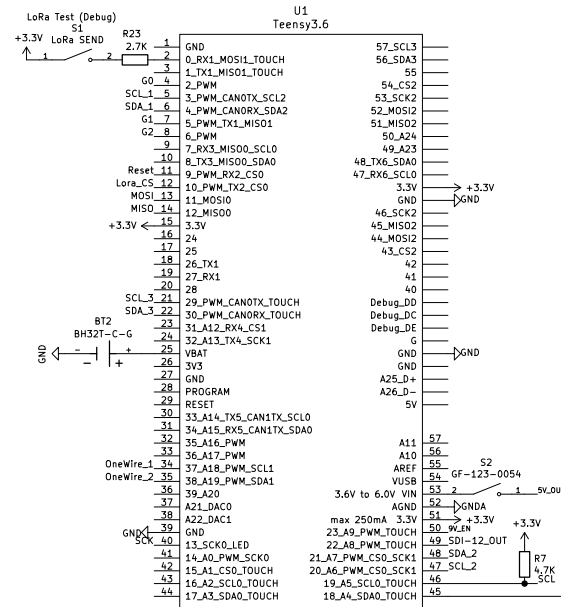 U1
Teensy3.6
LoRa Test (Debug)
S1
LoRa SEND
+3.3V
1
2
R23
2.7K
1 GND
2 0_RX1_MOSI1_TOUCH
3 1_TX1_MISO1_TOUCH
G0 4 2_PWM
SCL_1 5 3_PWM_CAN0TX_SCL2
SDA_1 6 4_PWM_CAN0RX_SDA2
G1 7 5_PWM_TX1_MISO1
G2 8 6_PWM
9 7_RX3_MISO0_SCL0
10 8_TX3_MISO0_SDA0
Reset 11 9_PWM_RX2_CS0
Lora_CS 12 10_PWM_TX2_CS0
MOSI 13 11_MOSI0
MISO 14 12_MISO0
+3.3V 15 3.3V
16 24
17 25
18 26_TX1
19 27_RX1
20 28
SCL_3 21 29_PWM_CAN0TX_TOUCH
SDA_3 22 30_PWM_CAN0RX_TOUCH
23 31_A12_RX4_CS1
24 32_A13_TX4_SCK1
BT2
BH32T-C-G
GND - + 25 VBAT
- +
26 3V3
27 GND
28 PROGRAM
29 RESET
30 33_A14_TX5_CAN1TX_SCL0
31 34_A15_RX5_CAN1TX_SDA0
32 35_A16_PWM
33 36_A17_PWM
OneWire_1 34 37_A18_PWM_SCL1
OneWire_2 35 38_A19_PWM_SDA1
36 39_A20
37 A21_DAC0
38 A22_DAC1
GND 39 GND
SCK 40 13_SCK0_LED
41 14_A0_PWM_SCK0
42 15_A1_CS0_TOUCH
43 16_A2_SCL0_TOUCH
44 17_A3_SDA0_TOUCH
57_SCL3
56_SDA3
55
54_CS2
53_SCK2
52_MOSI2
51_MISO2
50_A24
49_A23
48_TX6_SDA0
47_RX6_SCL0
3.3V +3.3V
GND GND
46_SCK2
45_MISO2
44_MOSI2
43_CS2
42
41
40
Debug_DD
Debug_DC
Debug_DE
G
GND GND
A25_D+
A26_D-
5V
A11 57
A10 56
AREF 55
VUSB 54
S2
GF-123-0054
3.6V to 6.0V VIN 53 2 1 5V_OU
AGND 52 GNDA
max 250mA 3.3V 51 +3.3V
23_A9_PWM_TOUCH 50 9V_EN
22_A8_PWM_TOUCH 49 SDI-12_OUT
21_A7_PWM_CS0_SCK1 48 SDA_2
20_A6_PWM_CS0_SCK1 47 SCL_2
19_A5_SCL0_TOUCH 46 SCL
18_A4_SDA0_TOUCH 45
+3.3V
R7
4.7K